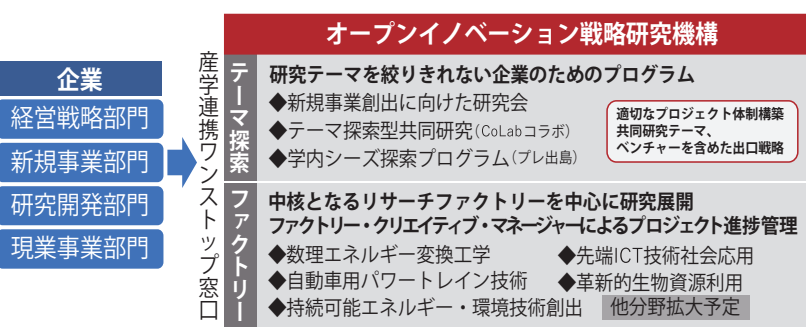 企業
経営戦略部門
新規事業部門
研究開発部門
現業事業部門
産学連携ワンストップ窓口
オープンイノベーション戦略研究機構
テーマ探索
研究テーマを絞りきれない企業のためのプログラム
◆新規事業創出に向けた研究会
◆テーマ探索型共同研究(CoLabコラボ)
◆学内シーズ探索プログラム(プレ出島)
適切なプロジェクト体制構築
共同研究テーマ、
ベンチャーを含めた出口戦略
ファクトリー
中核となるリサーチファクトリーを中心に研究展開
ファクトリー・クリエイティブ・マネージャーによるプロジェクト進捗管理
◆数理エネルギー変換工学
◆先端ICT技術社会応用
◆自動車用パワートレイン技術
◆革新的生物資源利用
◆持続可能エネルギー・環境技術創出
他分野拡大予定